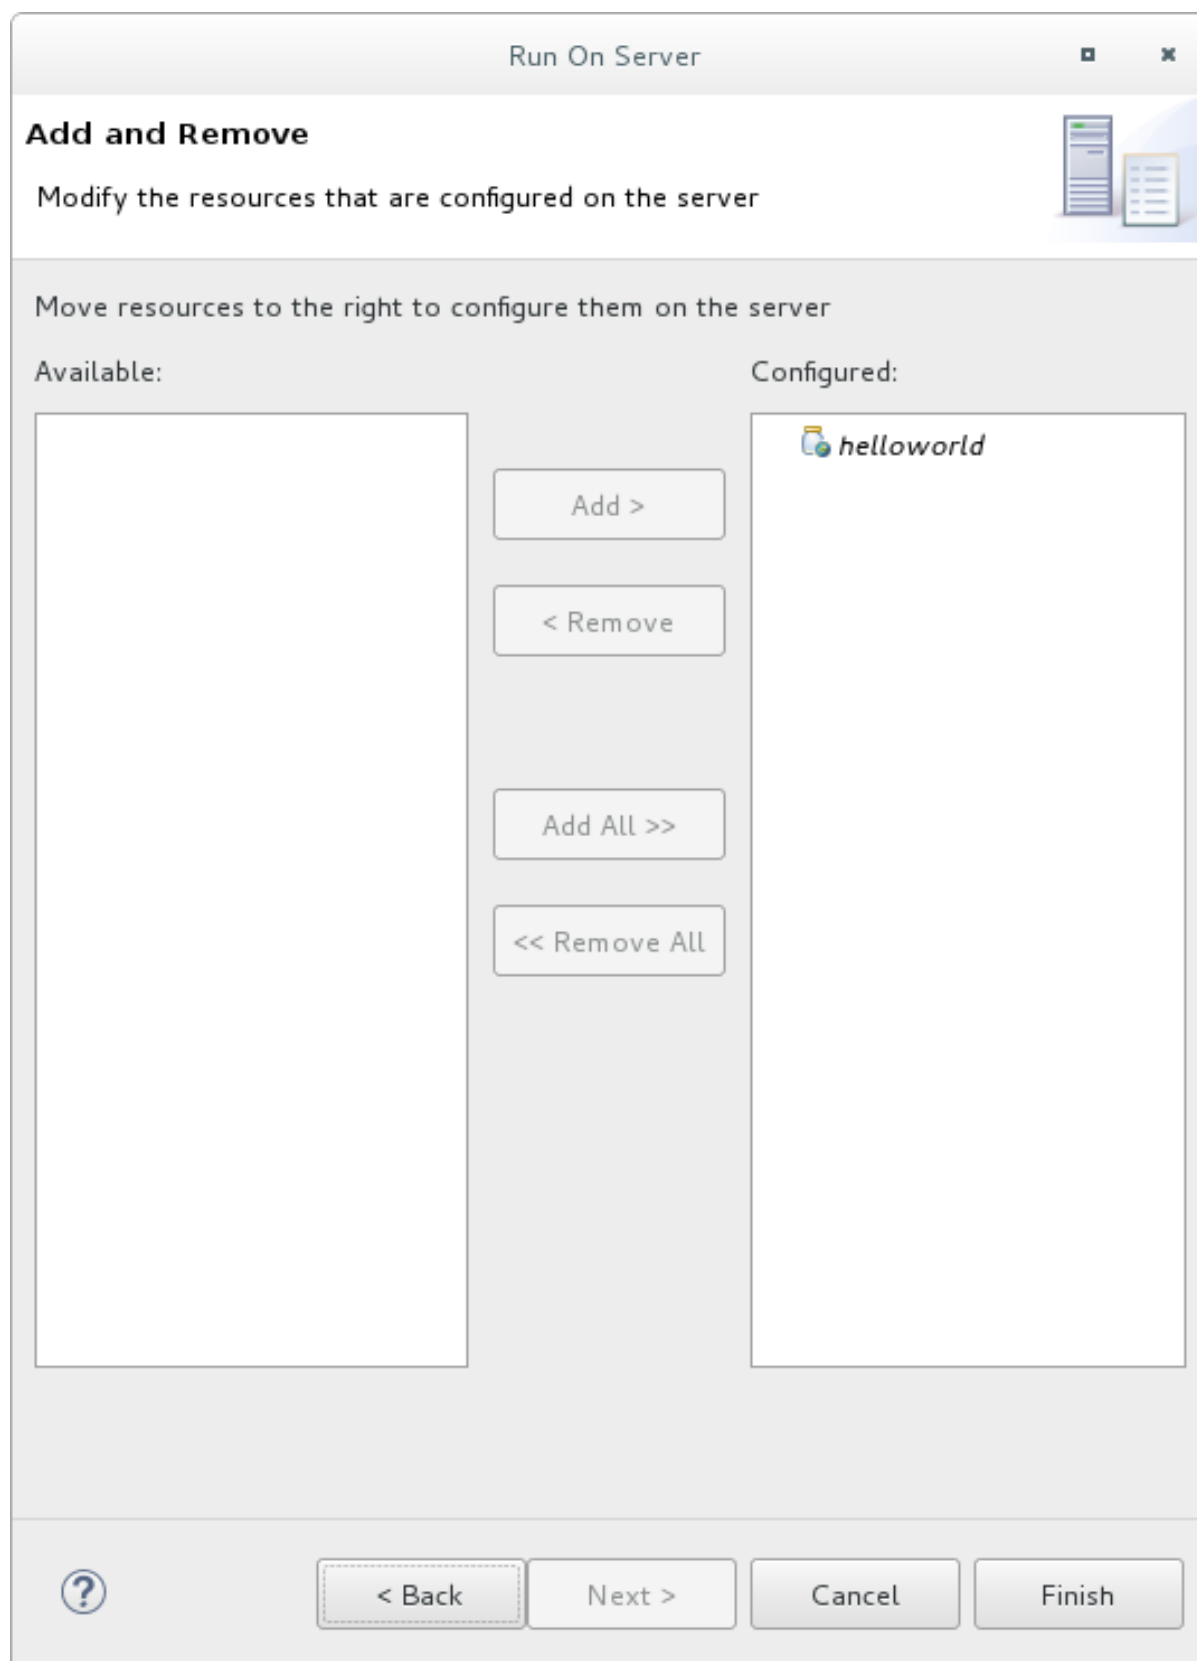 Run On Server
Add and Remove
Modify the resources that are configured on the server
Move resources to the right to configure them on the server
Available:
Configured:
helloworld
Add >
< Remove
Add All >>
<< Remove All
?
< Back
Next >
Cancel
Finish